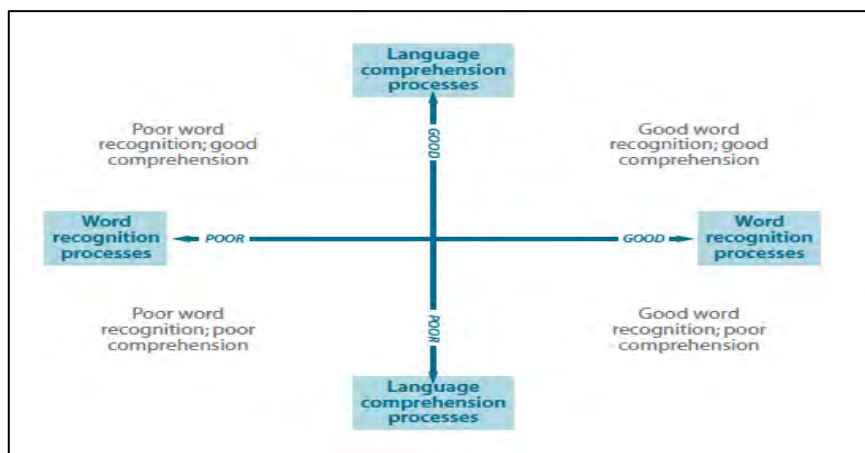 Language
comprehension
processes
GOOD
Poor word
recognition; good
comprehension
Good word
recognition; good
comprehension
Word
recognition
processes
POOR
GOOD
Word
recognition
processes
Poor word
recognition; poor
comprehension
POOR
Good word
recognition; poor
comprehension
Language
comprehension
processes